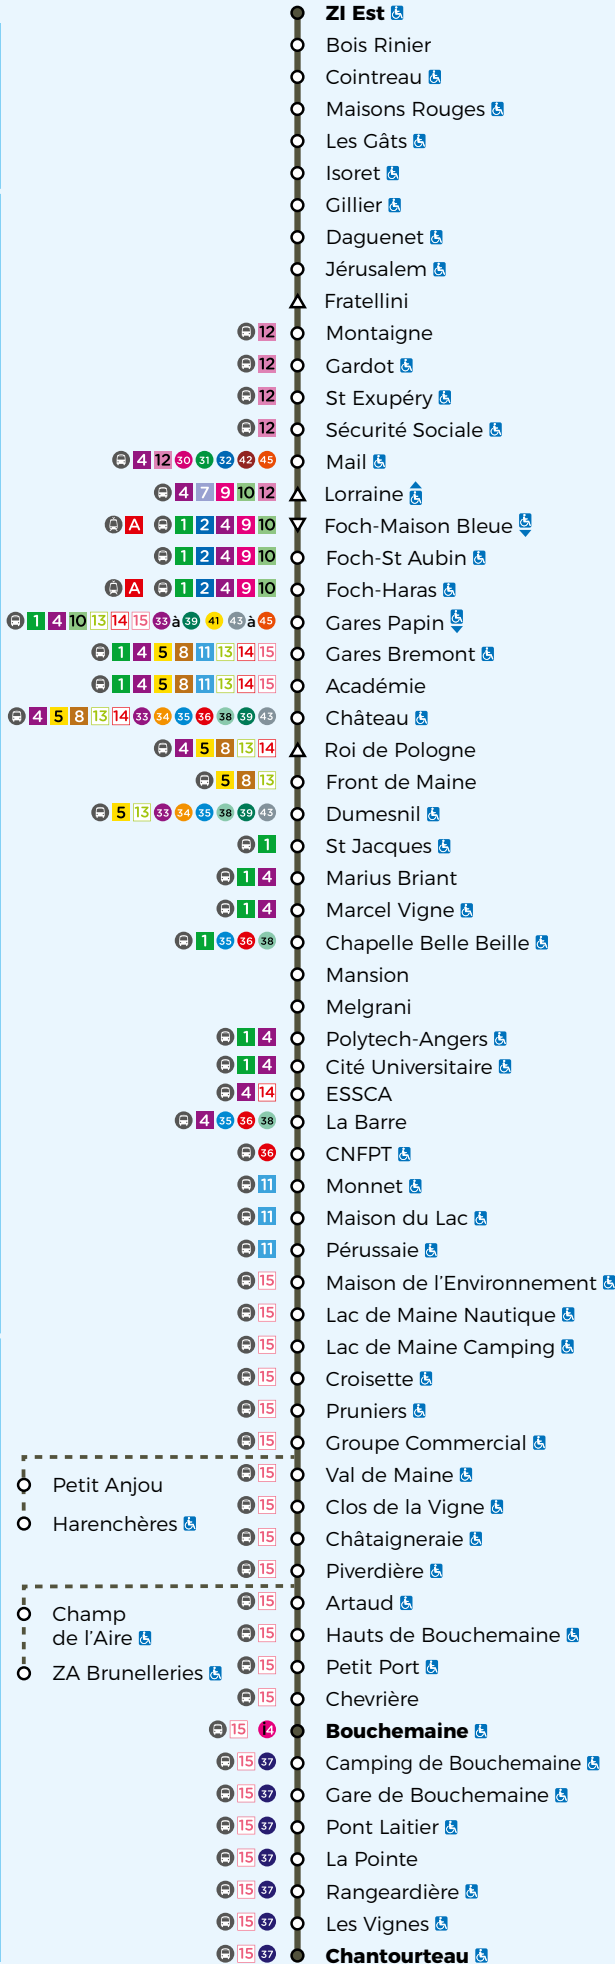 ZI Est
Bois Rinier
Cointreau
Maisons Rouges
Les Gâts
Isoret
Gillier
Daguenet
Jérusalem
Fratellini
12 Montaigne
12 Gardot
12 St Exupéry
12 Sécurité Sociale
4 12 30 31 32 42 45 Mail
4 7 9 10 12 Lorraine
A 1 2 4 9 10 Foch-Maison Bleue
1 2 4 9 10 Foch-St Aubin
A 1 2 4 9 10 Foch-Haras
1 4 10 13 14 15 33 à 39 41 43 à 45 Gares Papin
1 4 5 8 11 13 14 15 Gares Bremont
1 4 5 8 11 13 14 15 Académie
4 5 8 13 14 33 34 35 36 38 39 43 Château
4 5 8 13 14 Roi de Pologne
5 8 13 Front de Maine
5 13 33 34 35 38 39 43 Dumesnil
1 St Jacques
1 4 Marius Briant
1 4 Marcel Vigne
1 35 36 38 Chapelle Belle Beille
Mansion
Melgrani
1 4 Polytech-Angers
1 4 Cité Universitaire
4 14 ESSCA
4 35 36 38 La Barre
36 CNFPT
11 Monnet
11 Maison du Lac
11 Pérussaie
15 Maison de l'Environnement
15 Lac de Maine Nautique
15 Lac de Maine Camping
15 Croisette
15 Pruniers
15 Groupe Commercial
15 Val de Maine
Petit Anjou
15 Clos de la Vigne
Harenchères
15 Châtaigneraie
15 Piverdière
15 Artaud
Champ
de l'Aire
15 Hauts de Bouchemaine
ZA Brunelleries
15 Petit Port
15 Chevrière
15 i4 Bouchemaine
15 37 Camping de Bouchemaine
15 37 Gare de Bouchemaine
15 37 Pont Laitier
15 37 La Pointe
15 37 Rangeardière
15 37 Les Vignes
15 37 Chantourteau